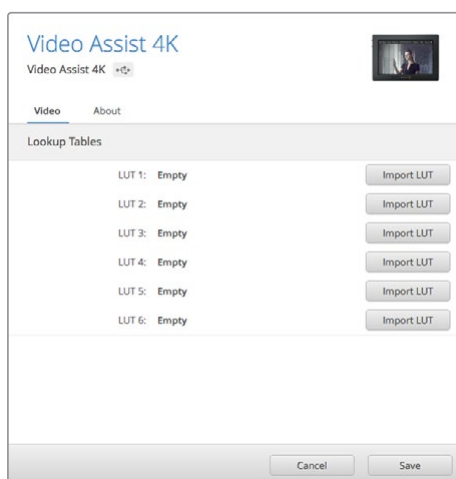 Video Assist 4K
Video Assist 4K
Video About
Lookup Tables
LUT 1: Empty Import LUT
LUT 2: Empty Import LUT
LUT 3: Empty Import LUT
LUT 4: Empty Import LUT
LUT 5: Empty Import LUT
LUT 6: Empty Import LUT
Cancel Save